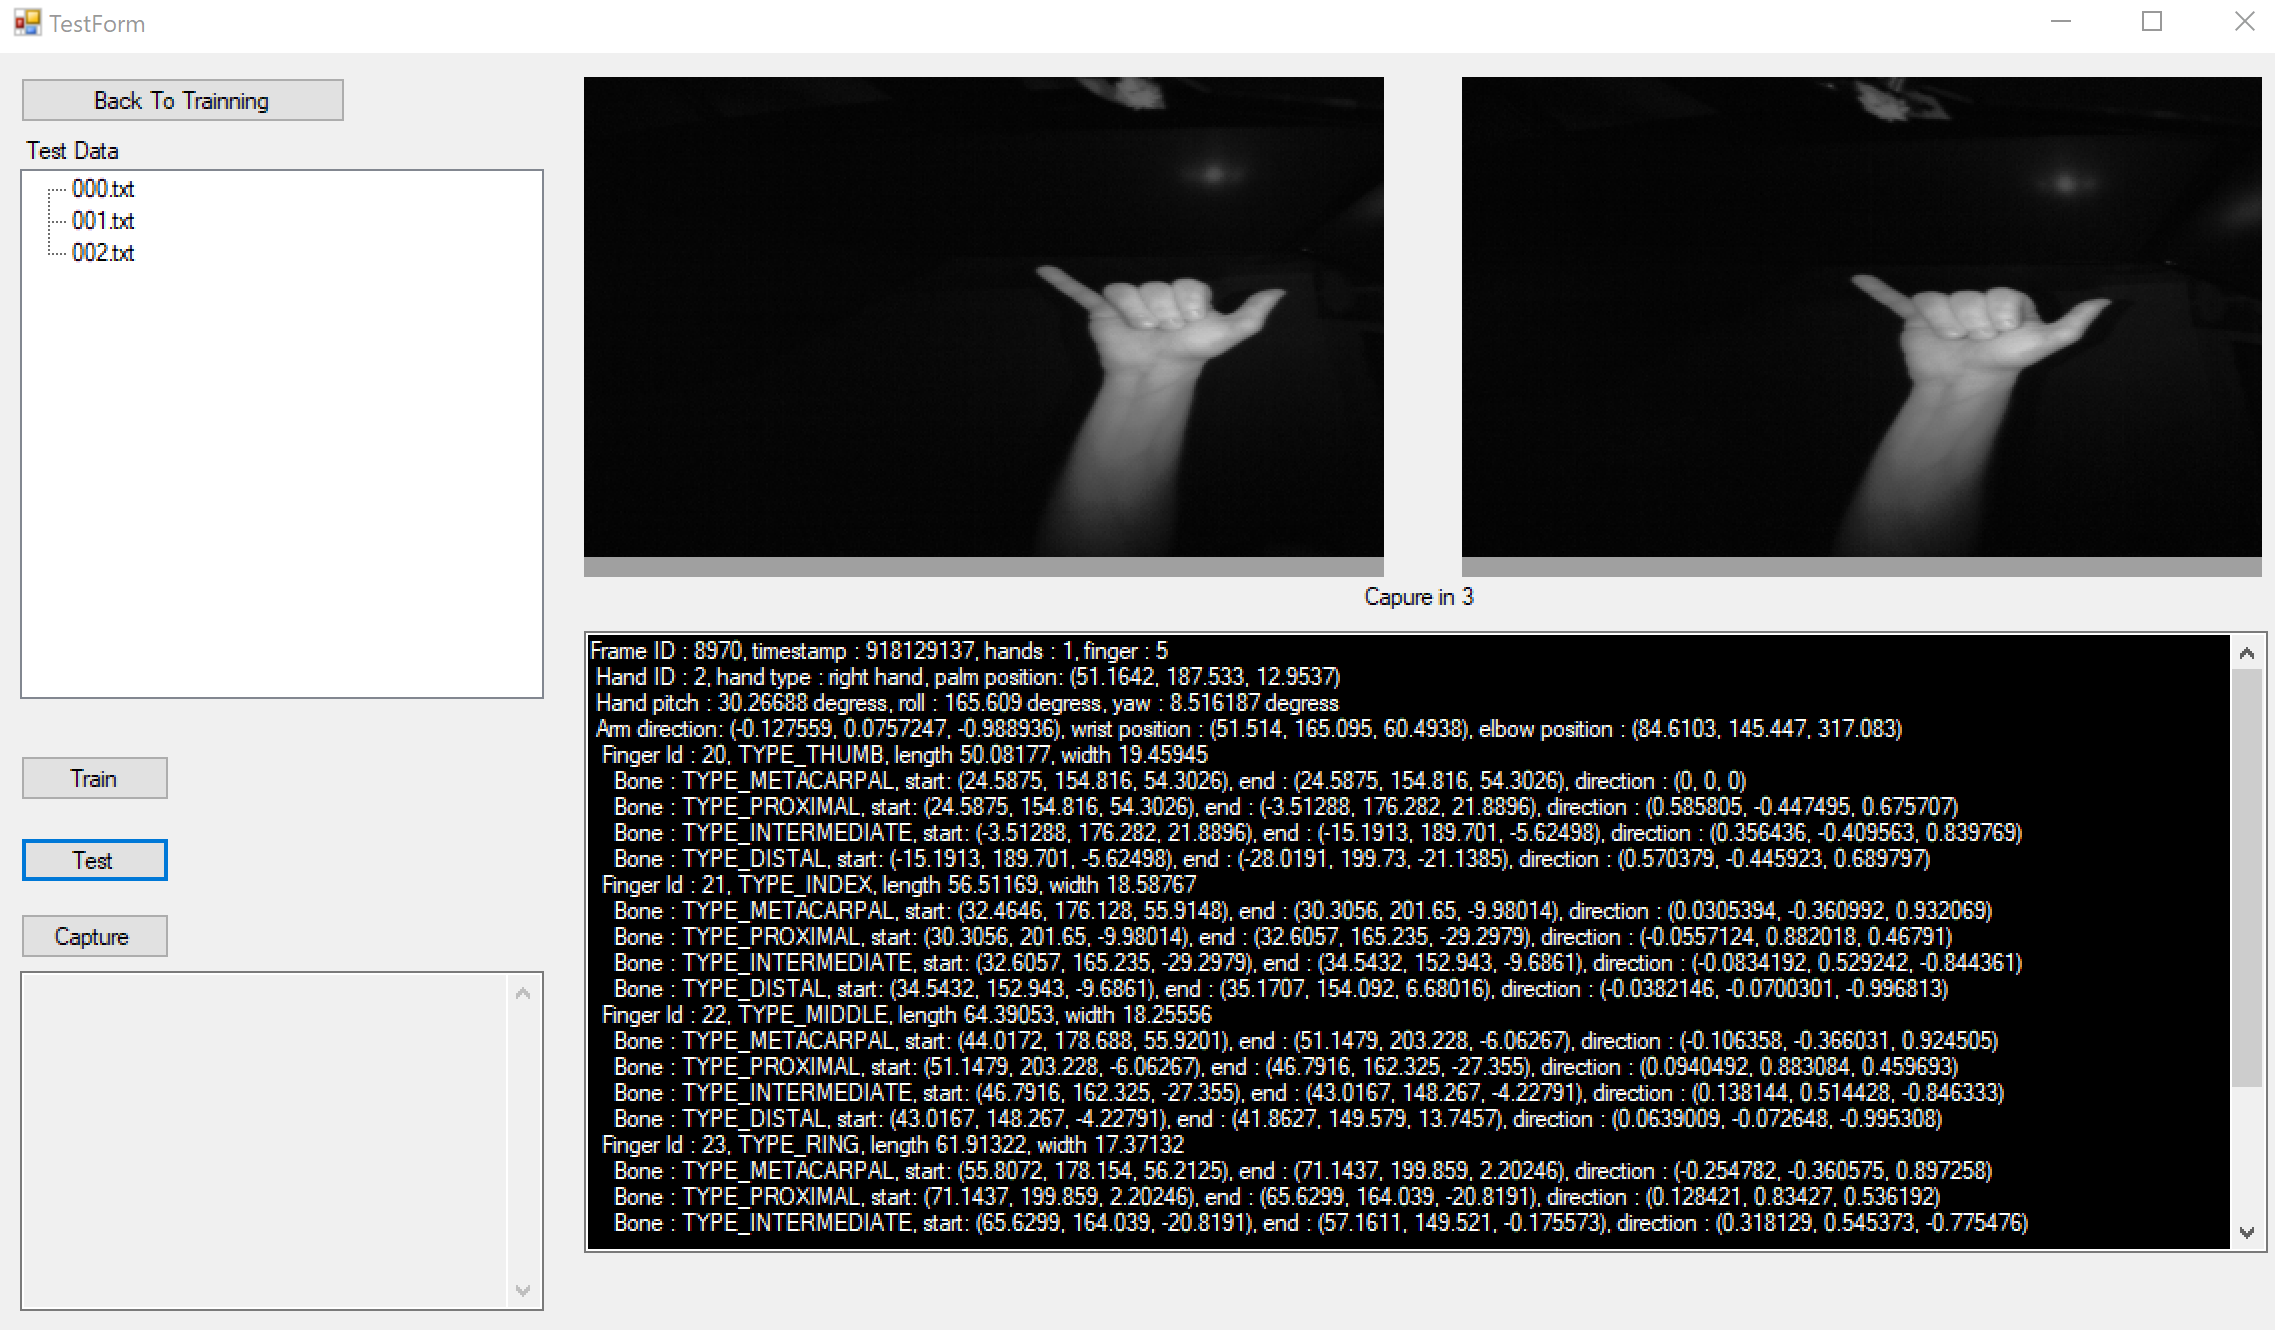 TestForm
Back To Trainning
Test Data
000.txt
001.txt
002.txt
Train
Test
Capture
Capure in 3
Frame ID : 8970, timestamp : 918129137, hands : 1, finger : 5
Hand ID : 2, hand type : right hand, palm position: (51.1642, 187.533, 12.9537)
Hand pitch : 30.26688 degress, roll : 165.609 degress, yaw : 8.516187 degress
Arm direction: (-0.127559, 0.0757247, -0.988936), wrist position : (51.514, 165.095, 60.4938), elbow position : (84.6103, 145.447, 317.083)
Finger Id : 20, TYPE_THUMB, length 50.08177, width 19.45945
Bone : TYPE_METACARPAL, start: (24.5875, 154.816, 54.3026), end : (24.5875, 154.816, 54.3026), direction : (0, 0, 0)
Bone : TYPE_PROXIMAL, start: (24.5875, 154.816, 54.3026), end : (-3.51288, 176.282, 21.8896), direction : (0.585805, -0.447495, 0.675707)
Bone : TYPE_INTERMEDIATE, start: (-3.51288, 176.282, 21.8896), end : (-15.1913, 189.701, -5.62498), direction : (0.356436, -0.409563, 0.839769)
Bone : TYPE_DISTAL, start: (-15.1913, 189.701, -5.62498), end : (-28.0191, 199.73, -21.1385), direction : (0.570379, -0.445923, 0.689797)
Finger Id : 21, TYPE_INDEX, length 56.51169, width 18.58767
Bone : TYPE_METACARPAL, start: (32.4646, 176.128, 55.9148), end : (30.3056, 201.65, -9.98014), direction : (0.0305394, -0.360992, 0.932069)
Bone : TYPE_PROXIMAL, start: (30.3056, 201.65, -9.98014), end : (32.6057, 165.235, -29.2979), direction : (-0.0557124, 0.882018, 0.46791)
Bone : TYPE_INTERMEDIATE, start: (32.6057, 165.235, -29.2979), end : (34.5432, 152.943, -9.6861), direction : (-0.0834192, 0.529242, -0.844361)
Bone : TYPE_DISTAL, start: (34.5432, 152.943, -9.6861), end : (35.1707, 154.092, 6.68016), direction : (-0.0382146, -0.0700301, -0.996813)
Finger Id : 22, TYPE_MIDDLE, length 64.39053, width 18.25556
Bone : TYPE_METACARPAL, start: (44.0172, 178.688, 55.9201), end : (51.1479, 203.228, -6.06267), direction : (-0.106358, -0.366031, 0.924505)
Bone : TYPE_PROXIMAL, start: (51.1479, 203.228, -6.06267), end : (46.7916, 162.325, -27.355), direction : (0.0940492, 0.883084, 0.459693)
Bone : TYPE_INTERMEDIATE, start: (46.7916, 162.325, -27.355), end : (43.0167, 148.267, -4.22791), direction : (0.138144, 0.514428, -0.846333)
Bone : TYPE_DISTAL, start: (43.0167, 148.267, -4.22791), end : (41.8627, 149.579, 13.7457), direction : (0.0639009, -0.072648, -0.995308)
Finger Id : 23, TYPE_RING, length 61.91322, width 17.37132
Bone : TYPE_METACARPAL, start: (55.8072, 178.154, 56.2125), end : (71.1437, 199.859, 2.20246), direction : (-0.254782, -0.360575, 0.897258)
Bone : TYPE_PROXIMAL, start: (71.1437, 199.859, 2.20246), end : (65.6299, 164.039, -20.8191), direction : (0.128421, 0.83427, 0.536192)
Bone : TYPE_INTERMEDIATE, start: (65.6299, 164.039, -20.8191), end : (57.1611, 149.521, -0.175573), direction : (0.318129, 0.545373, -0.775476)